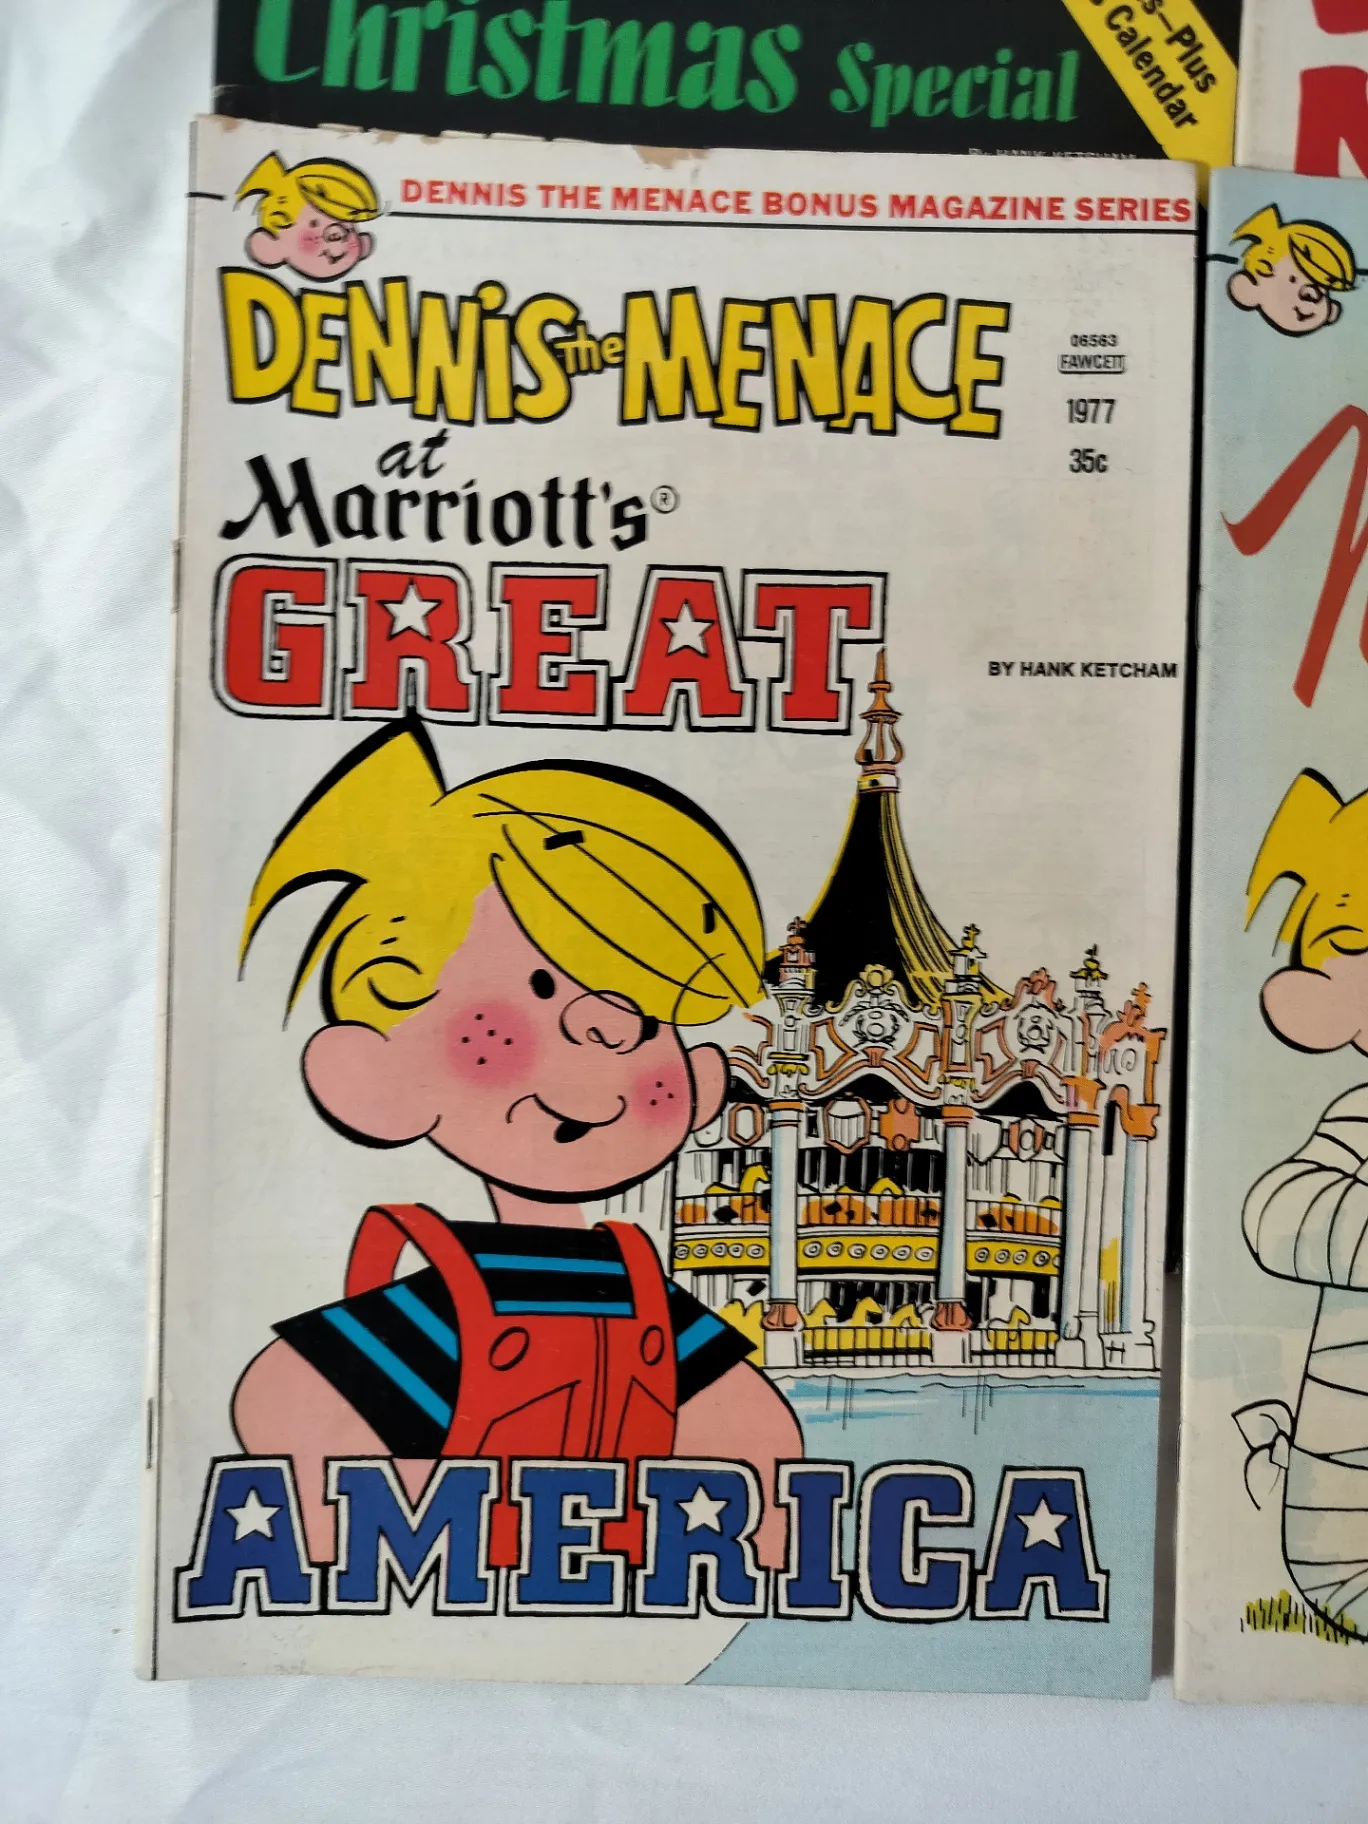 Christmas Special
Plus
Calendar
DENNIS THE MENACE BONUS MAGAZINE SERIES
DENNIS the MENACE
06563
FAWCETT
1977
35¢
at
Marriott's®
GREAT
BY HANK KETCHAM
AMERICA